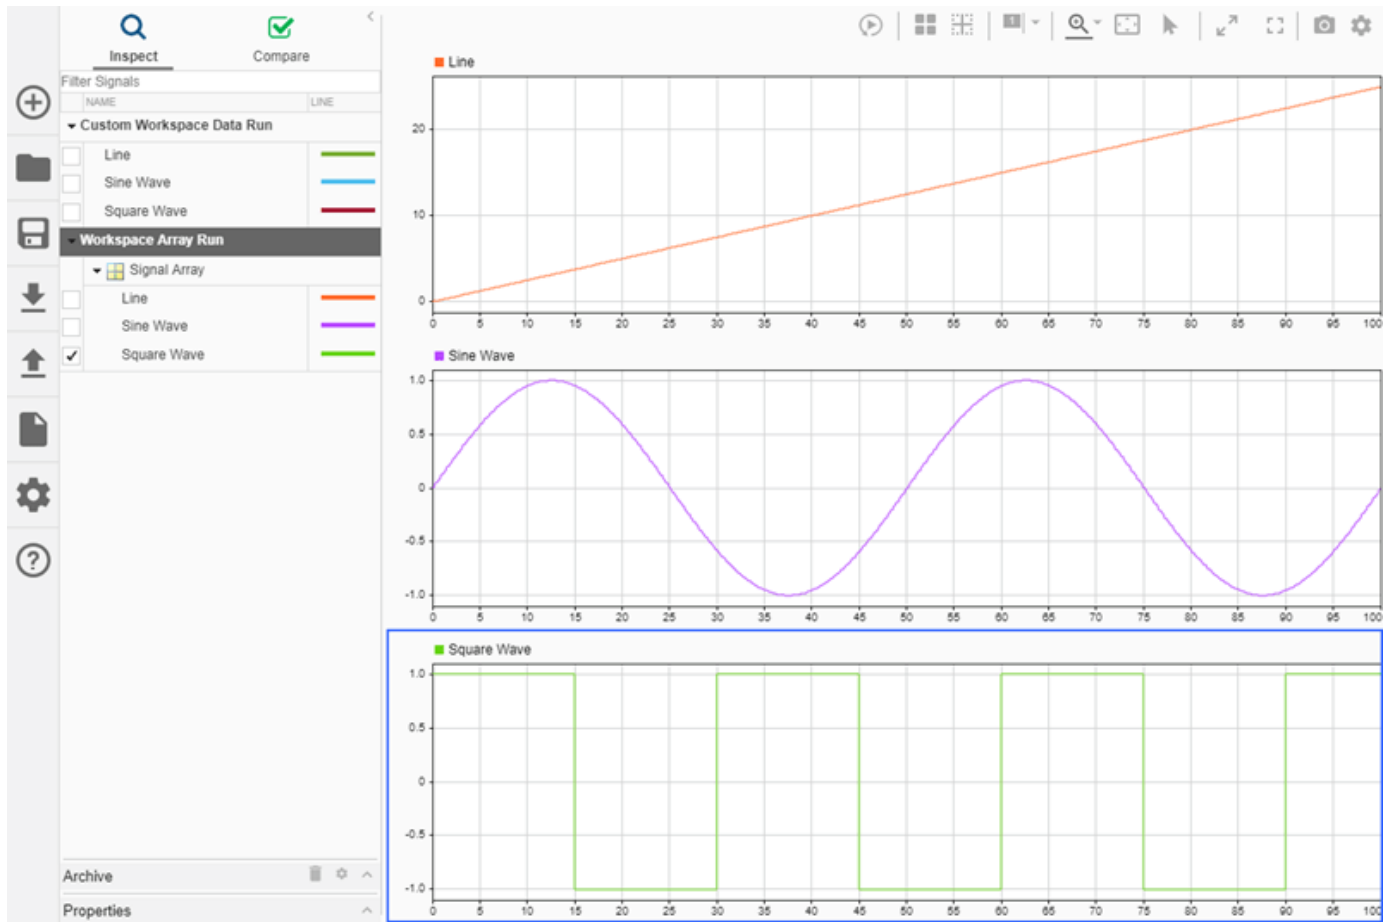 Inspect
Compare
Filter Signals
NAME LINE
Custom Workspace Data Run
Line
Sine Wave
Square Wave
Workspace Array Run
Signal Array
Line
Sine Wave
Square Wave
Archive
Properties
1
Line
20
10
0
0 5 10 15 20 25 30 35 40 45 50 55 60 65 70 75 80 85 90 95 100
Sine Wave
1.0
0.5
0
-0.5
-1.0
0 5 10 15 20 25 30 35 40 45 50 55 60 65 70 75 80 85 90 95 100
Square Wave
1.0
0.5
0
-0.5
-1.0
0 5 10 15 20 25 30 35 40 45 50 55 60 65 70 75 80 85 90 95 100